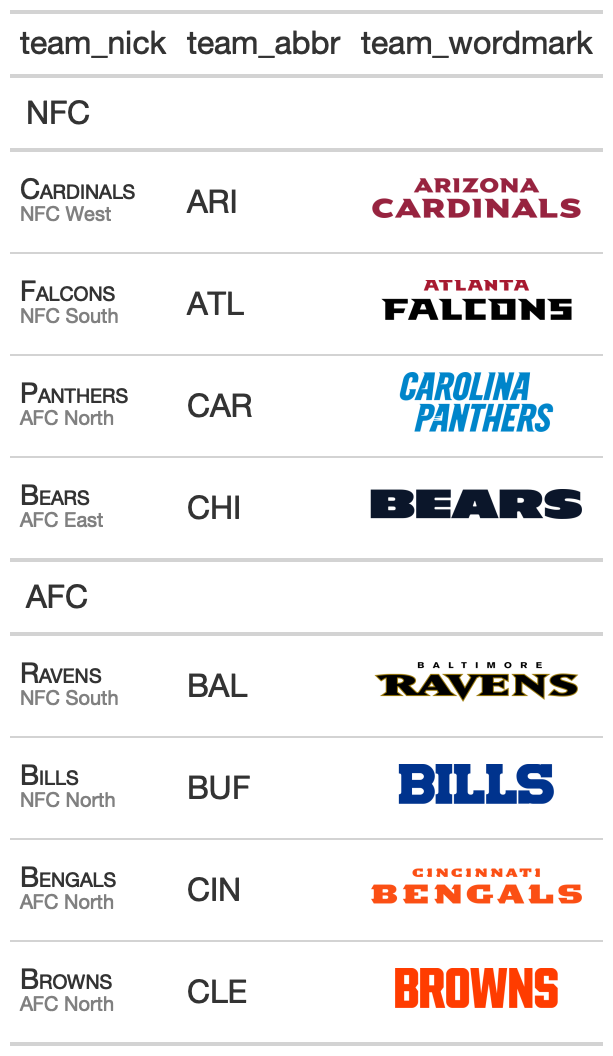 team_nick team_abbr team_wordmark
NFC
CARDINALS
NFC West
ARI
ARIZONA
CARDINALS
FALCONS
NFC South
ATL
ATLANTA
FALCONS
PANTHERS
AFC North
CAR
CAROLINA
PANTHERS
BEARS
AFC East
CHI
BEARS
AFC
RAVENS
NFC South
BAL
BALTIMORE
RAVENS
BILLS
NFC North
BUF
BILLS
BENGALS
AFC North
CIN
CINCINNATI
BENGALS
BROWNS
AFC North
CLE
BROWNS